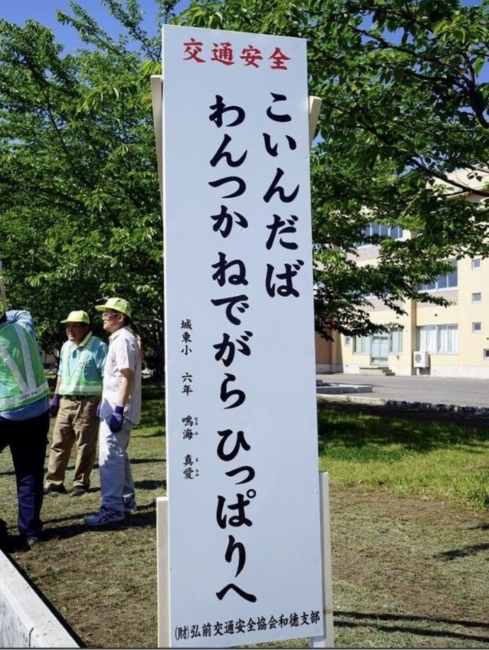 交通安全
こいんだば
わんつか ねでがら ひっぱりへ
城東小 六年 鳴海 真愛
(財)弘前交通安全協会和徳支部